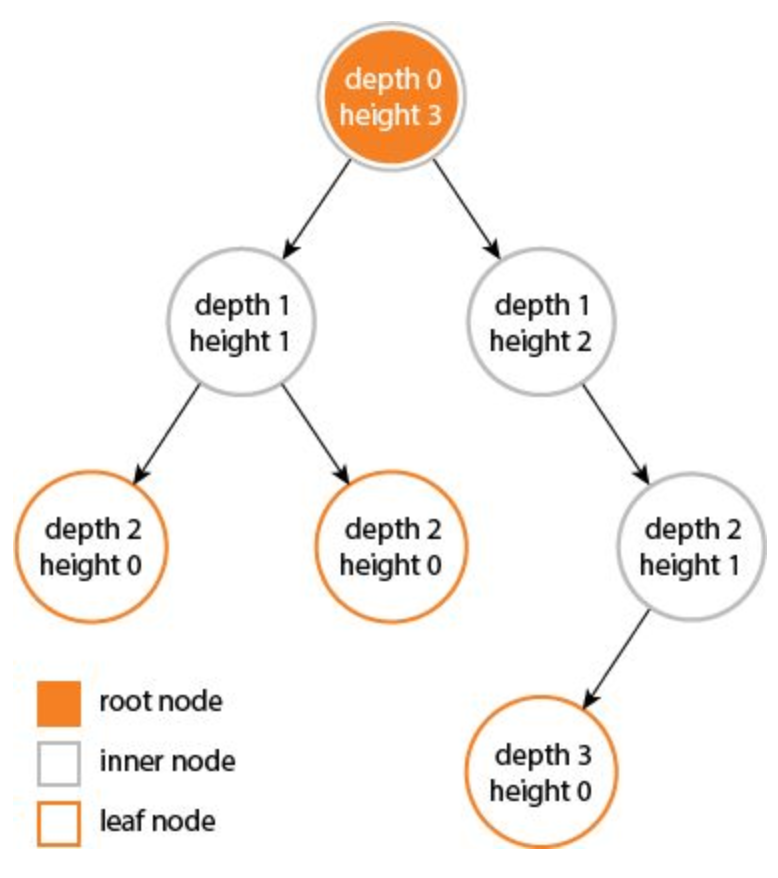 depth 0
height 3
depth 1
height 1
depth 1
height 2
depth 2
height 0
depth 2
height 0
depth 2
height 1
depth 3
height 0
root node
inner node
leaf node